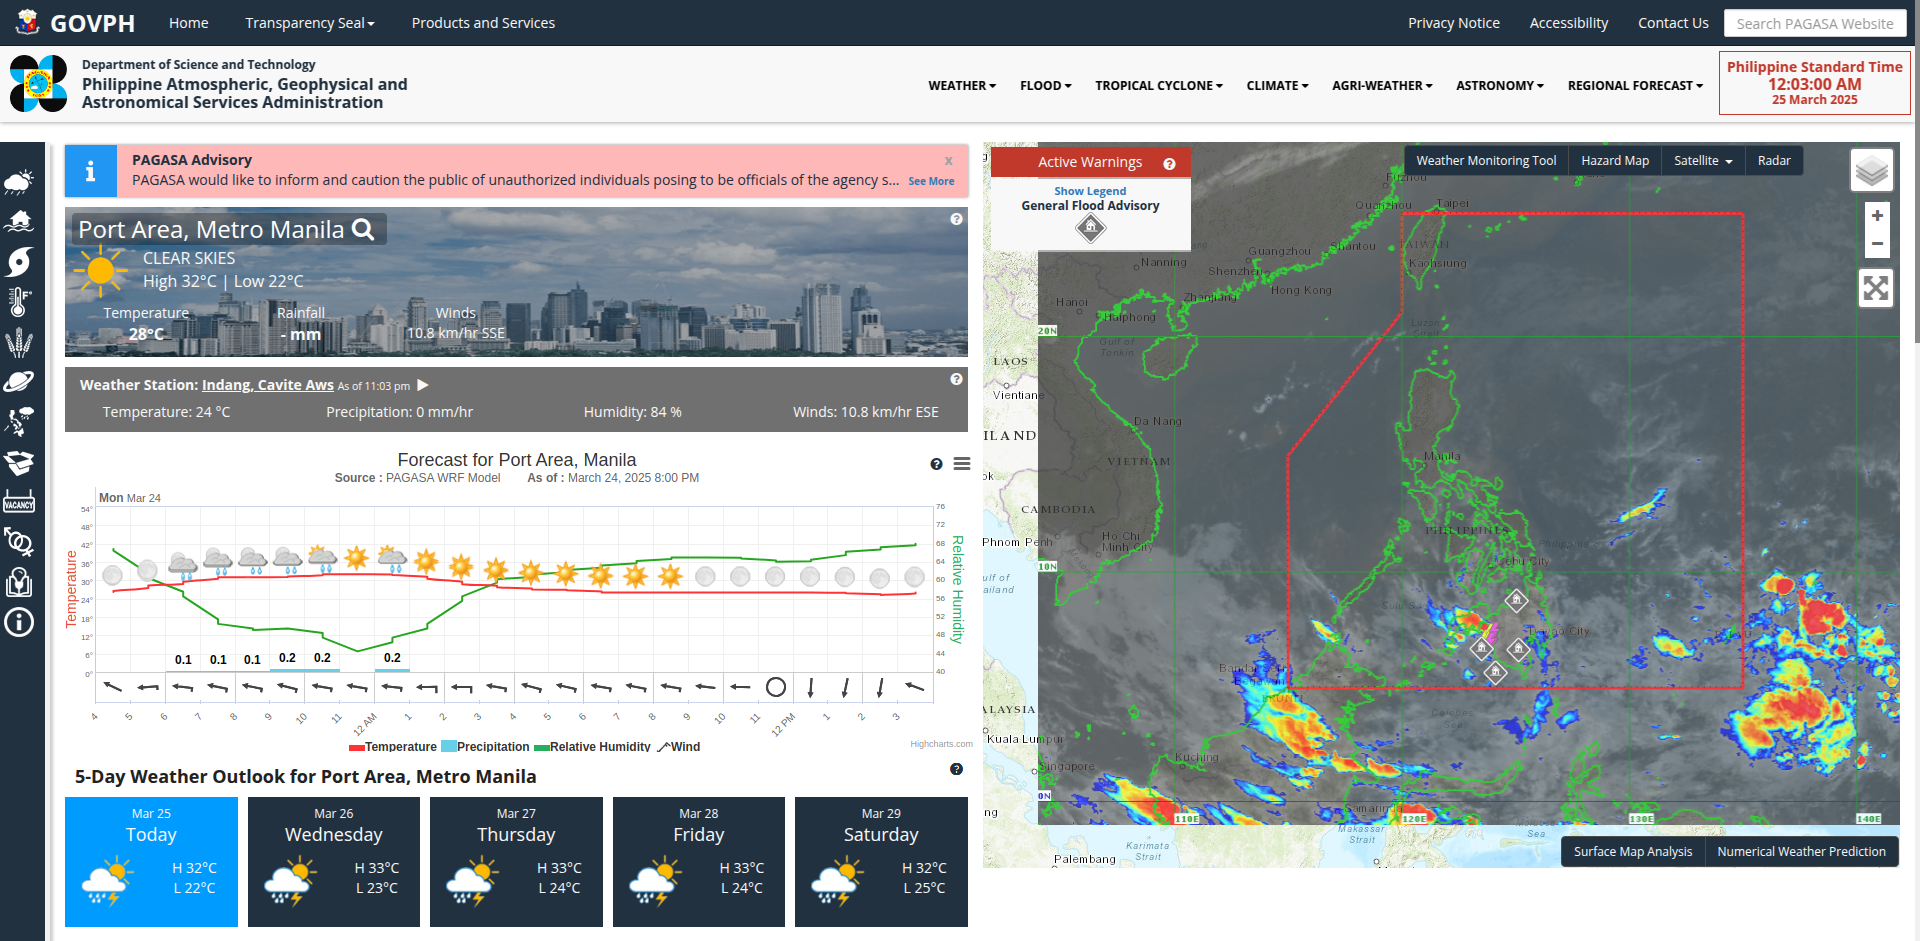 GOVPH
Home
Transparency Seal
Products and Services
Privacy Notice
Accessibility
Contact Us
Search PAGASA Website
Department of Science and Technology
Philippine Atmospheric, Geophysical and
Astronomical Services Administration
WEATHER
FLOOD
TROPICAL CYCLONE
CLIMATE
AGRI-WEATHER
ASTRONOMY
REGIONAL FORECAST
Philippine Standard Time
12:03:00 AM
25 March 2025
PAGASA Advisory
x
PAGASA would like to inform and caution the public of unauthorized individuals posing to be officials of the agency s... See More
Port Area, Metro Manila
CLEAR SKIES
High 32°C | Low 22°C
Temperature
28°C
Rainfall
- mm
Winds
10.8 km/hr SSE
Weather Station: Indang, Cavite Aws As of 11:03 pm
Temperature: 24 °C
Precipitation: 0 mm/hr
Humidity: 84 %
Winds: 10.8 km/hr ESE
VACANCY
Forecast for Port Area, Manila
Source : PAGASA WRF Model As of : March 24, 2025 8:00 PM
Mon Mar 24
54°
48°
42°
36°
30°
24°
18°
12°
6°
0°
Temperature
76
72
68
64
60
56
52
48
44
40
Relative Humidity
0.1
0.1
0.1
0.2
0.2
0.2
4 5 6 7 8 9 10 11 12 AM 1 2 3 4 5 6 7 8 9 10 11 12 PM 1 2 3
Temperature Precipitation Relative Humidity Wind
Highcharts.com
5-Day Weather Outlook for Port Area, Metro Manila
Mar 25
Today
H 32°C
L 22°C
Mar 26
Wednesday
H 33°C
L 23°C
Mar 27
Thursday
H 33°C
L 24°C
Mar 28
Friday
H 33°C
L 24°C
Mar 29
Saturday
H 32°C
L 25°C
Active Warnings
Show Legend
General Flood Advisory
Weather Monitoring Tool
Hazard Map
Satellite
Radar
+
−
Fuzhou
Quanzhou
Taipei
TAIWAN
Kaohsiung
Shantou
Guangzhou
Shenzhen
Hong Kong
Nanning
Zhanjiang
Hanoi
Haiphong
Gulf of
Tonkin
Luzon
Strait
20N
LAOS
Vientiane
Da Nang
ILAND
VIETNAM
Manila
CAMBODIA
Phnom Penh
Ho Chi
Minh City
PHILIPPINES
Cebu City
10N
ulf of
ailand
Davao City
Bandar Seri
Begawan
BRUNEI
ALAYSIA
Kuala Lumpur
Celebes
Sea
Kuching
Singapore
0N
Samarinda
110E
120E
130E
140E
Makassar
Strait
Karimata
Strait
Palembang
Sea
Surface Map Analysis
Numerical Weather Prediction